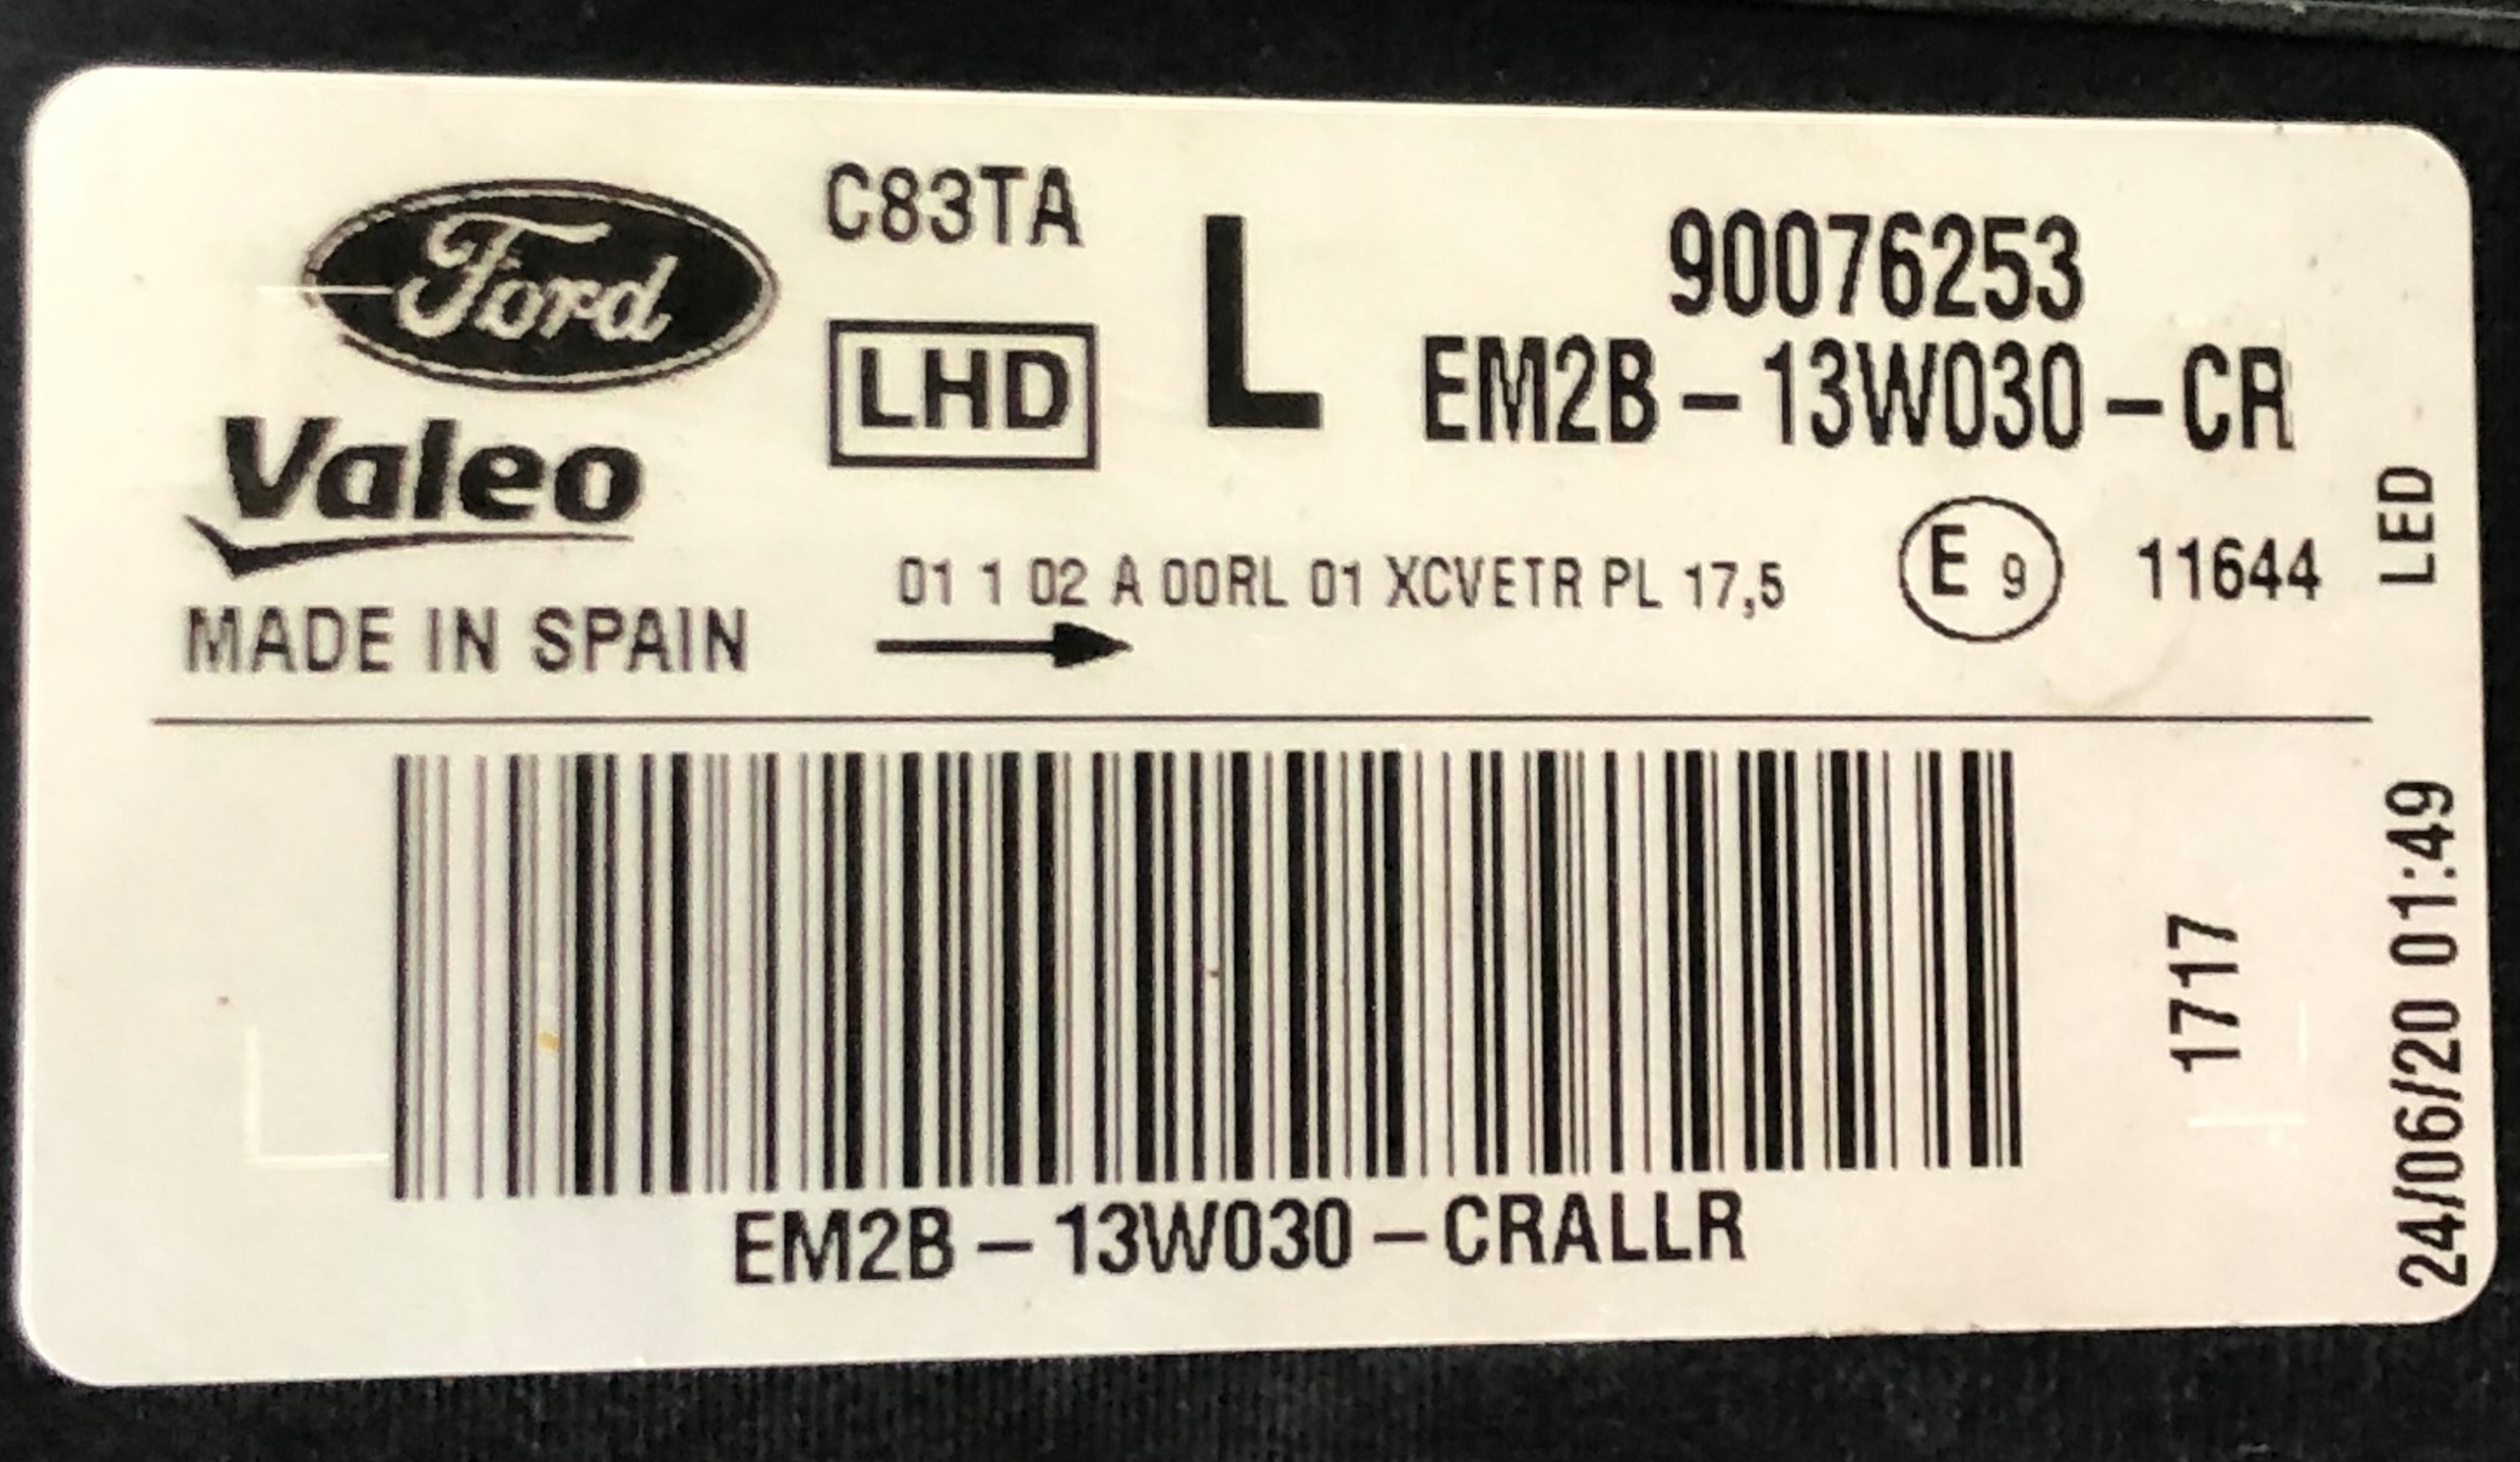 Ford
C83TA
L
90076253
LHD
EM2B-13W030-CR
Valeo
LED
01 1 02 A 00RL 01 XCVETR PL 17,5
E 9
11644
MADE IN SPAIN
1717
24/06/20 01:49
EM2B-13W030-CRALLR